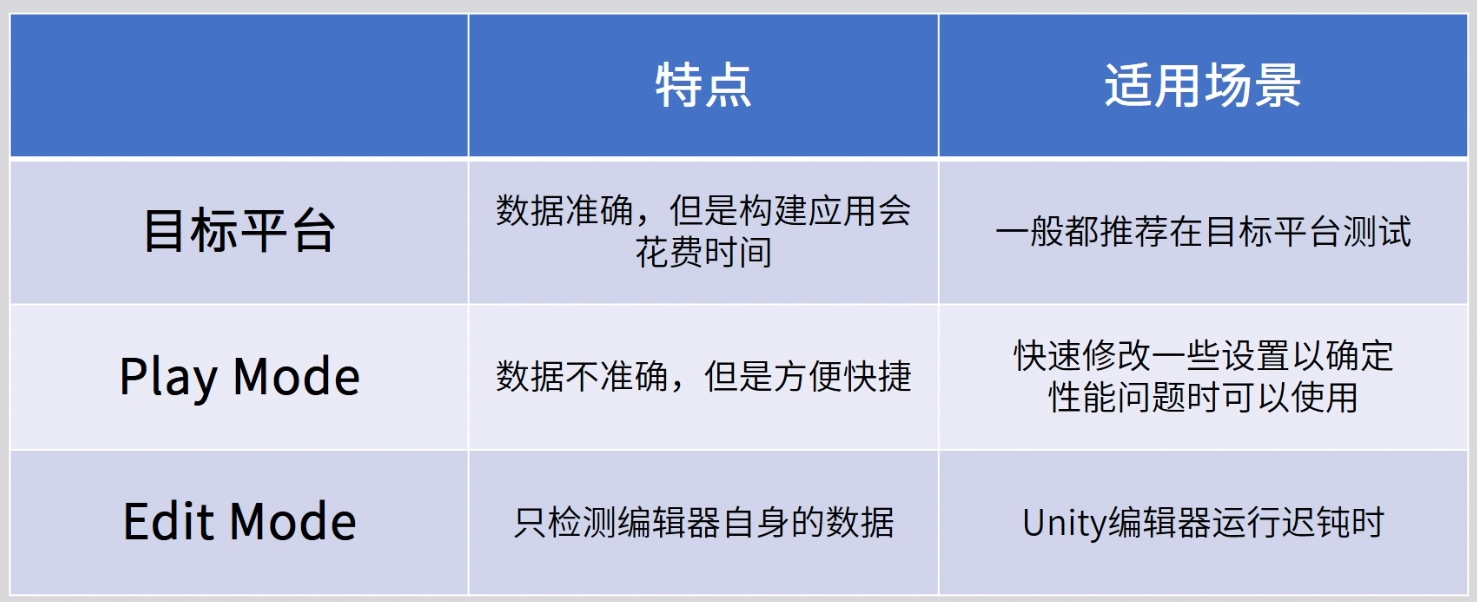 特点
适用场景
目标平台
数据准确，但是构建应用会
花费时间
一般都推荐在目标平台测试
Play Mode
数据不准确，但是方便快捷
快速修改一些设置以确定
性能问题时可以使用
Edit Mode
只检测编辑器自身的数据
Unity编辑器运行迟钝时